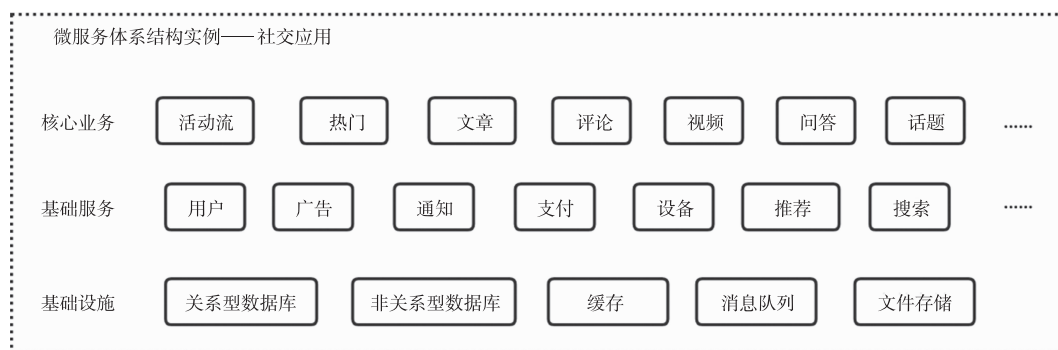 微服务体系结构实例——社交应用
核心业务 活动流 热门 文章 评论 视频 问答 话题 ……
基础服务 用户 广告 通知 支付 设备 推荐 搜索 ……
基础设施 关系型数据库 非关系型数据库 缓存 消息队列 文件存储